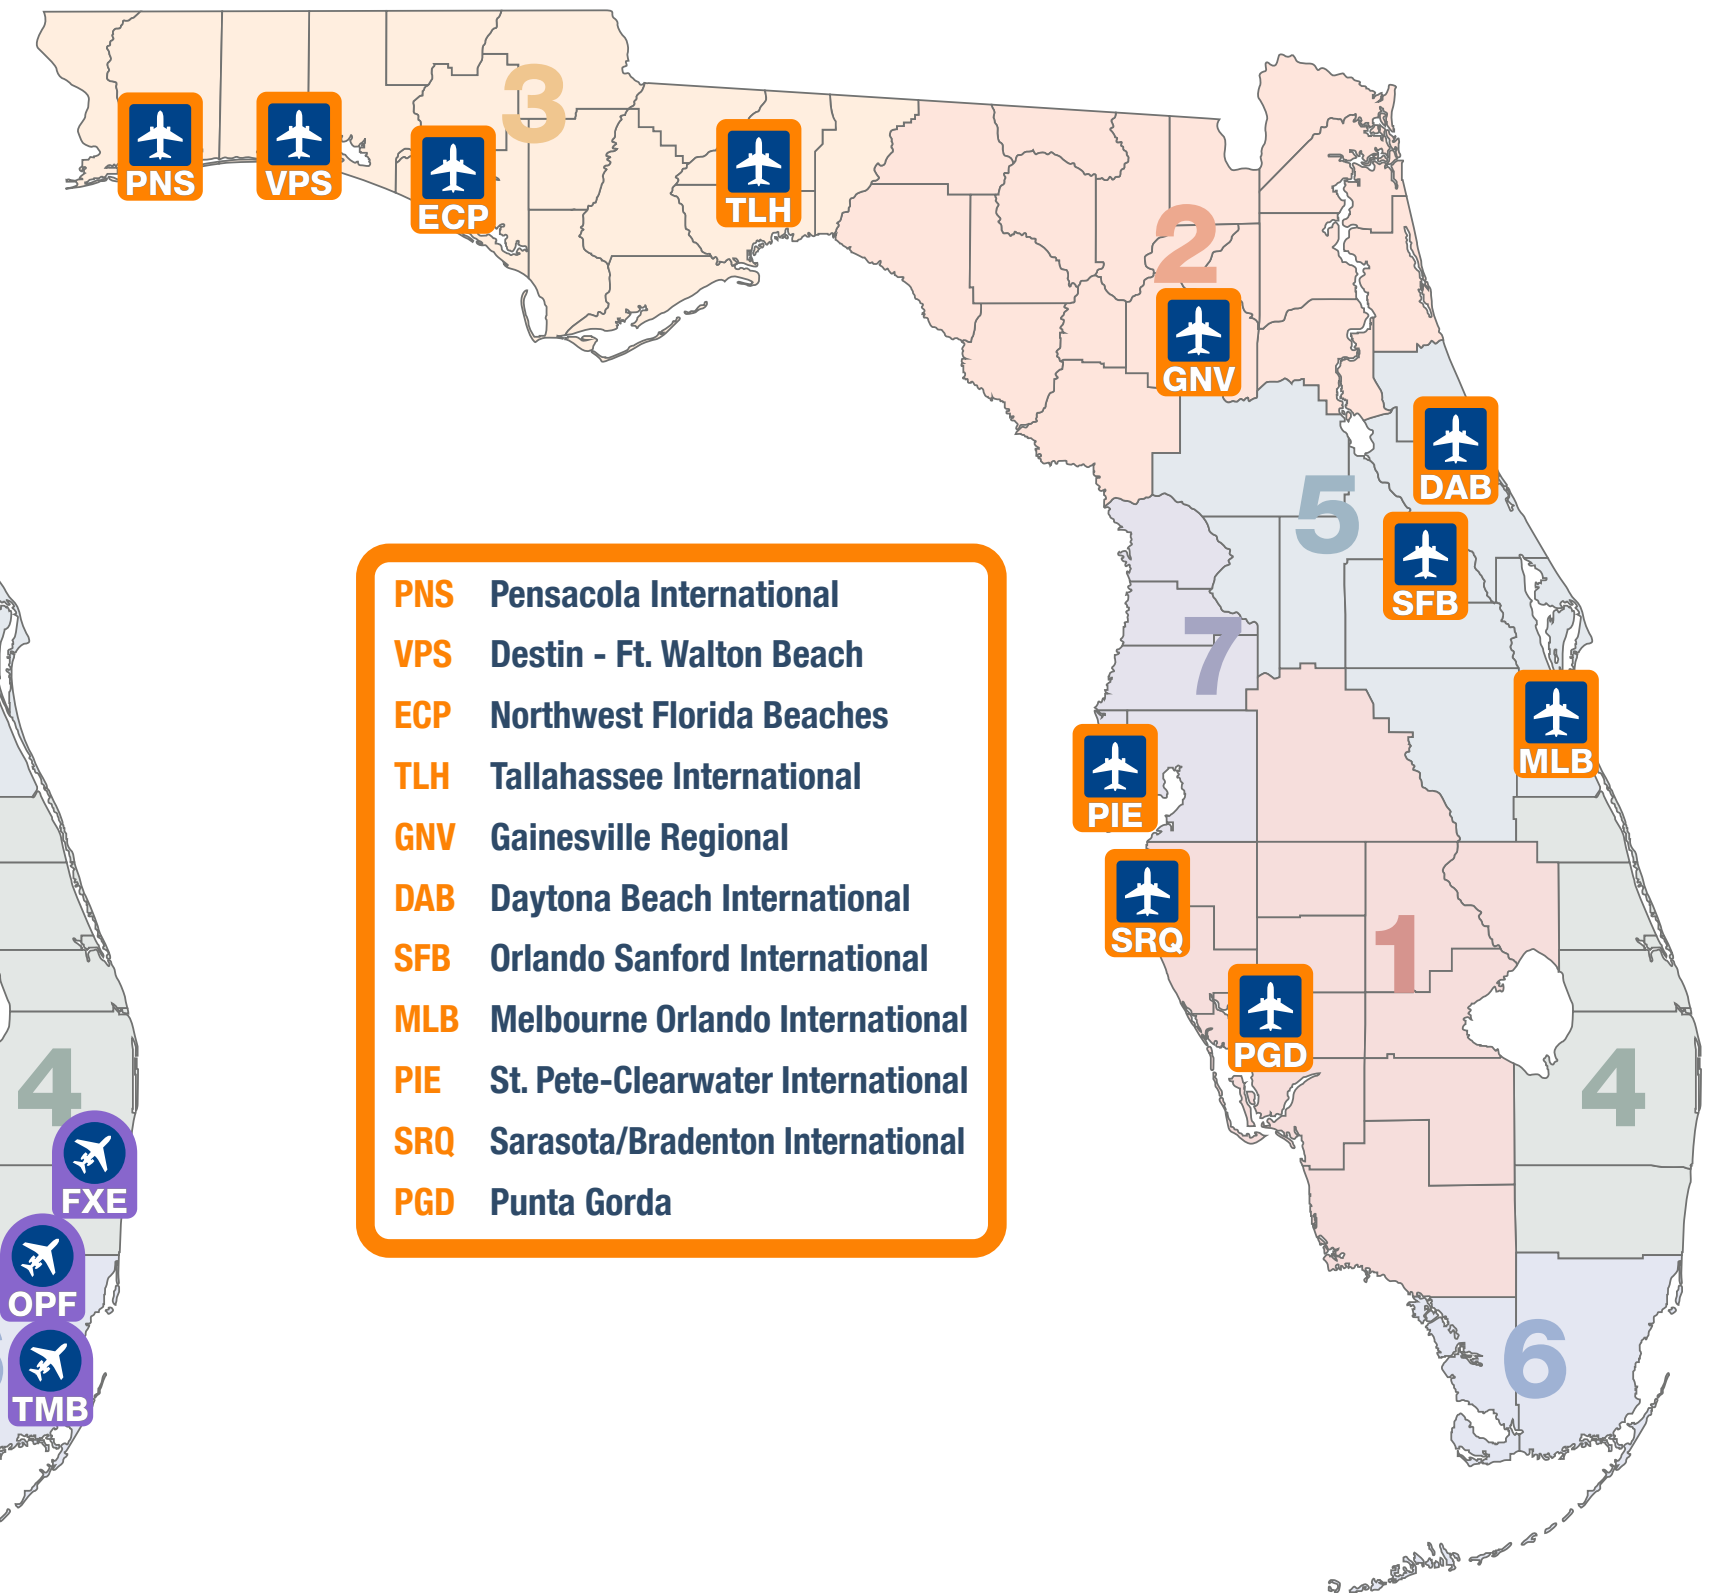 3
PNS
VPS
ECP
TLH
2
GNV
DAB
5
SFB
7
MLB
PIE
SRQ
1
PGD
4
6
PNS Pensacola International
VPS Destin - Ft. Walton Beach
ECP Northwest Florida Beaches
TLH Tallahassee International
GNV Gainesville Regional
DAB Daytona Beach International
SFB Orlando Sanford International
MLB Melbourne Orlando International
PIE St. Pete-Clearwater International
SRQ Sarasota/Bradenton International
PGD Punta Gorda
4
FXE
OPF
TMB